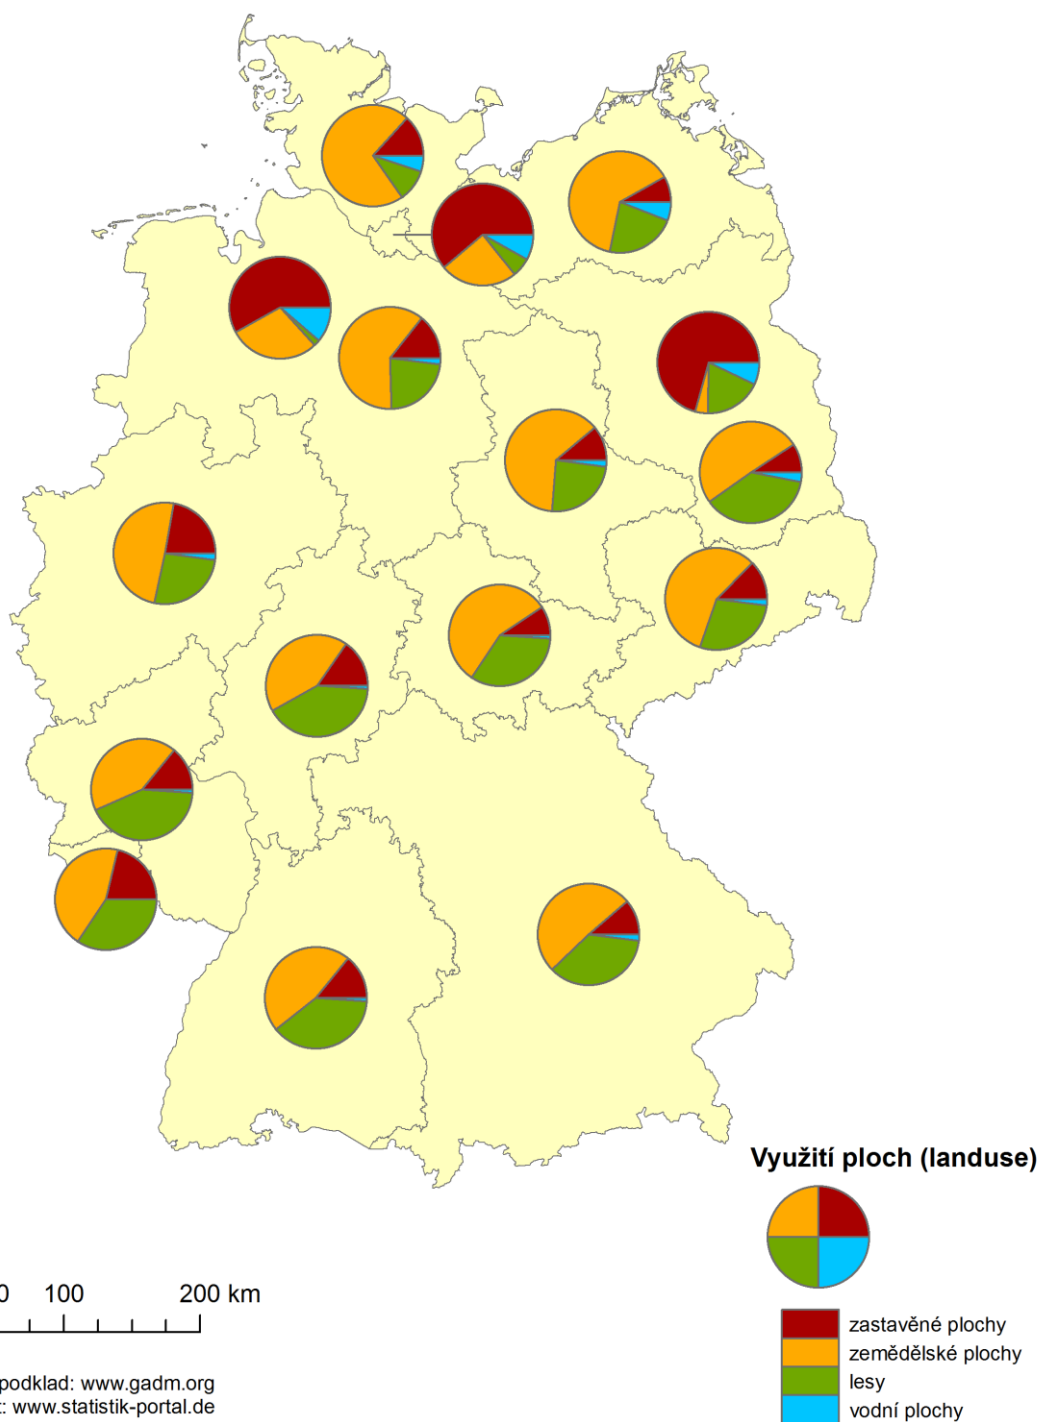 Využití ploch (landuse)
0 100 200 km
zastavěné plochy
zemědělské plochy
lesy
vodní plochy
podklad: www.gadm.org
t: www.statistik-portal.de